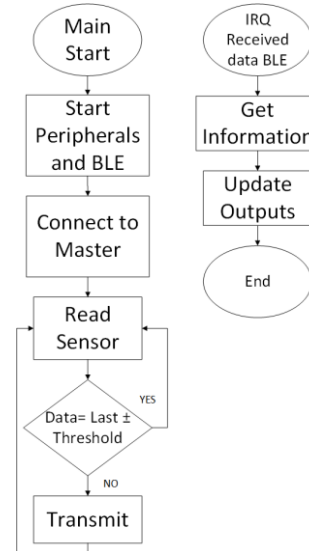 Main
Start
Start
Peripherals
and BLE
Connect to
Master
Read
Sensor
YES
Data= Last ±
Threshold
NO
Transmit
IRQ
Received
data BLE
Get
Information
Update
Outputs
End